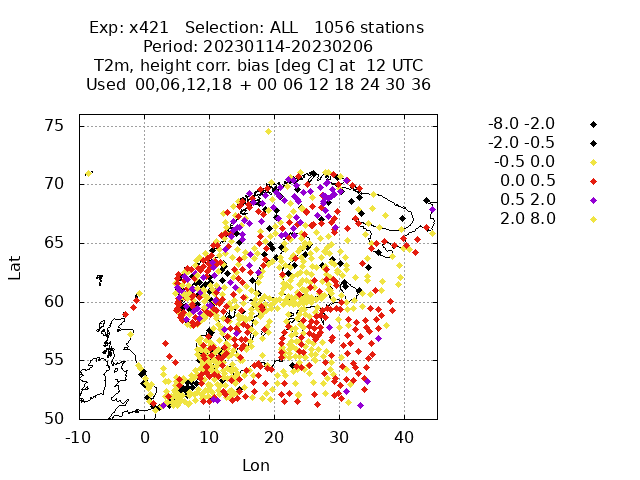 Exp: x421   Selection: ALL   1056 stations
Period: 20230114-20230206
T2m, height corr. bias [deg C] at  12 UTC
Used  00,06,12,18 + 00 06 12 18 24 30 36
-8.0 -2.0
-2.0 -0.5
-0.5 0.0
0.0 0.5
0.5 2.0
2.0 8.0
75
70
65
60
55
50
Lat
-10 0 10 20 30 40
Lon